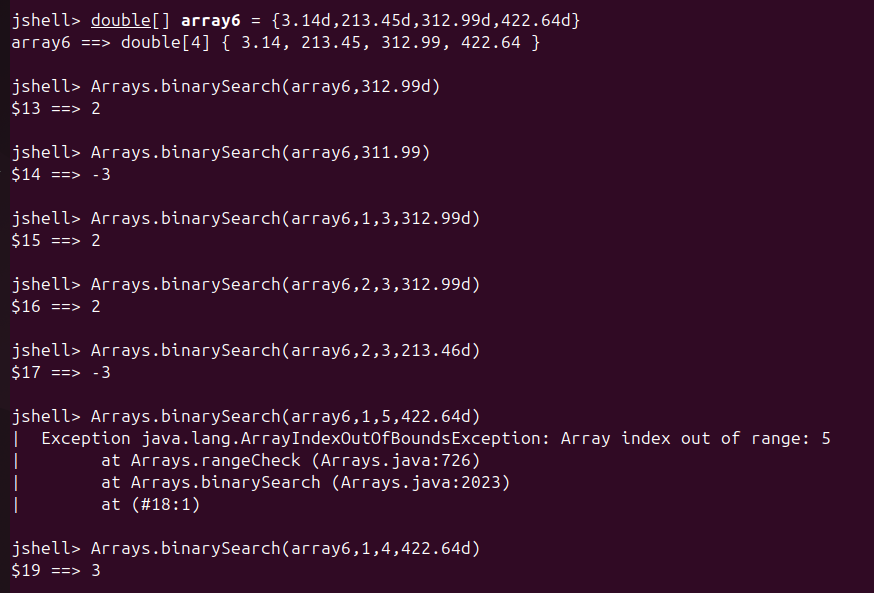 jshell> double[] array6 = {3.14d,213.45d,312.99d,422.64d}
array6 ==> double[4] { 3.14, 213.45, 312.99, 422.64 }
jshell> Arrays.binarySearch(array6,312.99d)
$13 ==> 2
jshell> Arrays.binarySearch(array6,311.99)
$14 ==> -3
jshell> Arrays.binarySearch(array6,1,3,312.99d)
$15 ==> 2
jshell> Arrays.binarySearch(array6,2,3,312.99d)
$16 ==> 2
jshell> Arrays.binarySearch(array6,2,3,213.46d)
$17 ==> -3
jshell> Arrays.binarySearch(array6,1,5,422.64d)
|  Exception java.lang.ArrayIndexOutOfBoundsException: Array index out of range: 5
|        at Arrays.rangeCheck (Arrays.java:726)
|        at Arrays.binarySearch (Arrays.java:2023)
|        at (#18:1)
jshell> Arrays.binarySearch(array6,1,4,422.64d)
$19 ==> 3